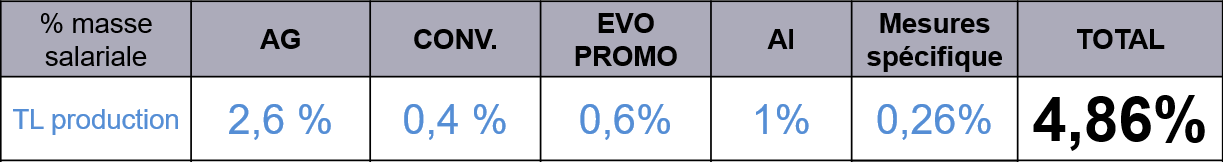 % masse
salariale
AG
CONV.
EVO
PROMO
AI
Mesures
spécifique
TOTAL
TL production
2,6 %
0,4 %
0,6%
1%
0,26%
4,86%